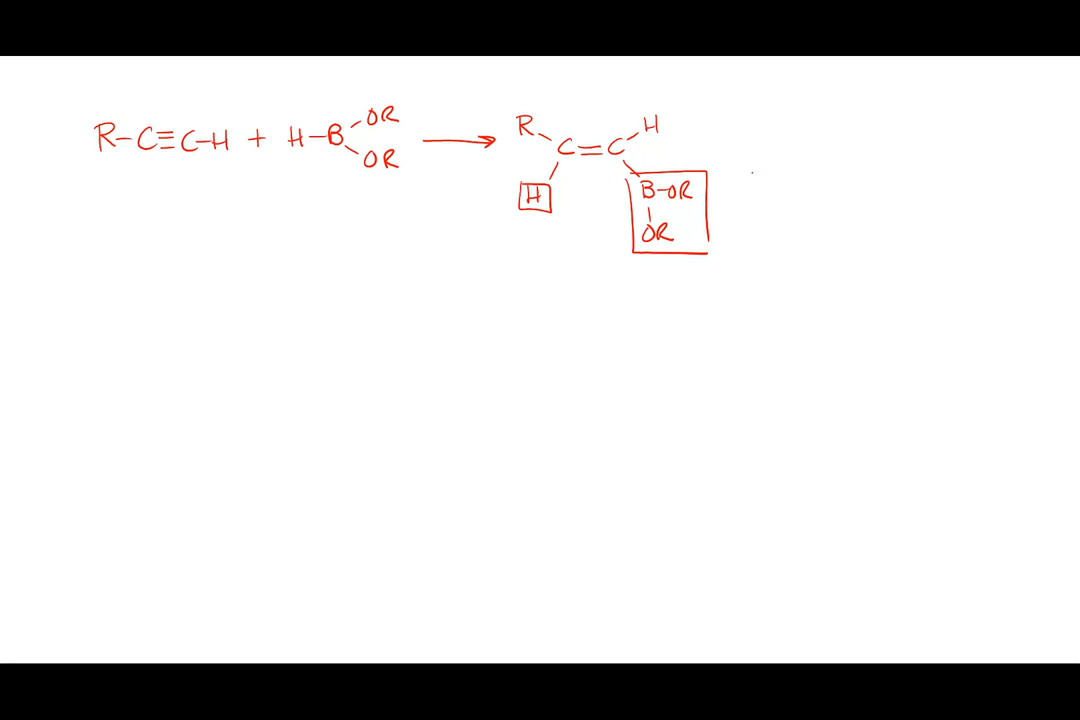 R-C≡C-H + H-B
OR
OR
→
R
H
C=C
H
B-OR
OR